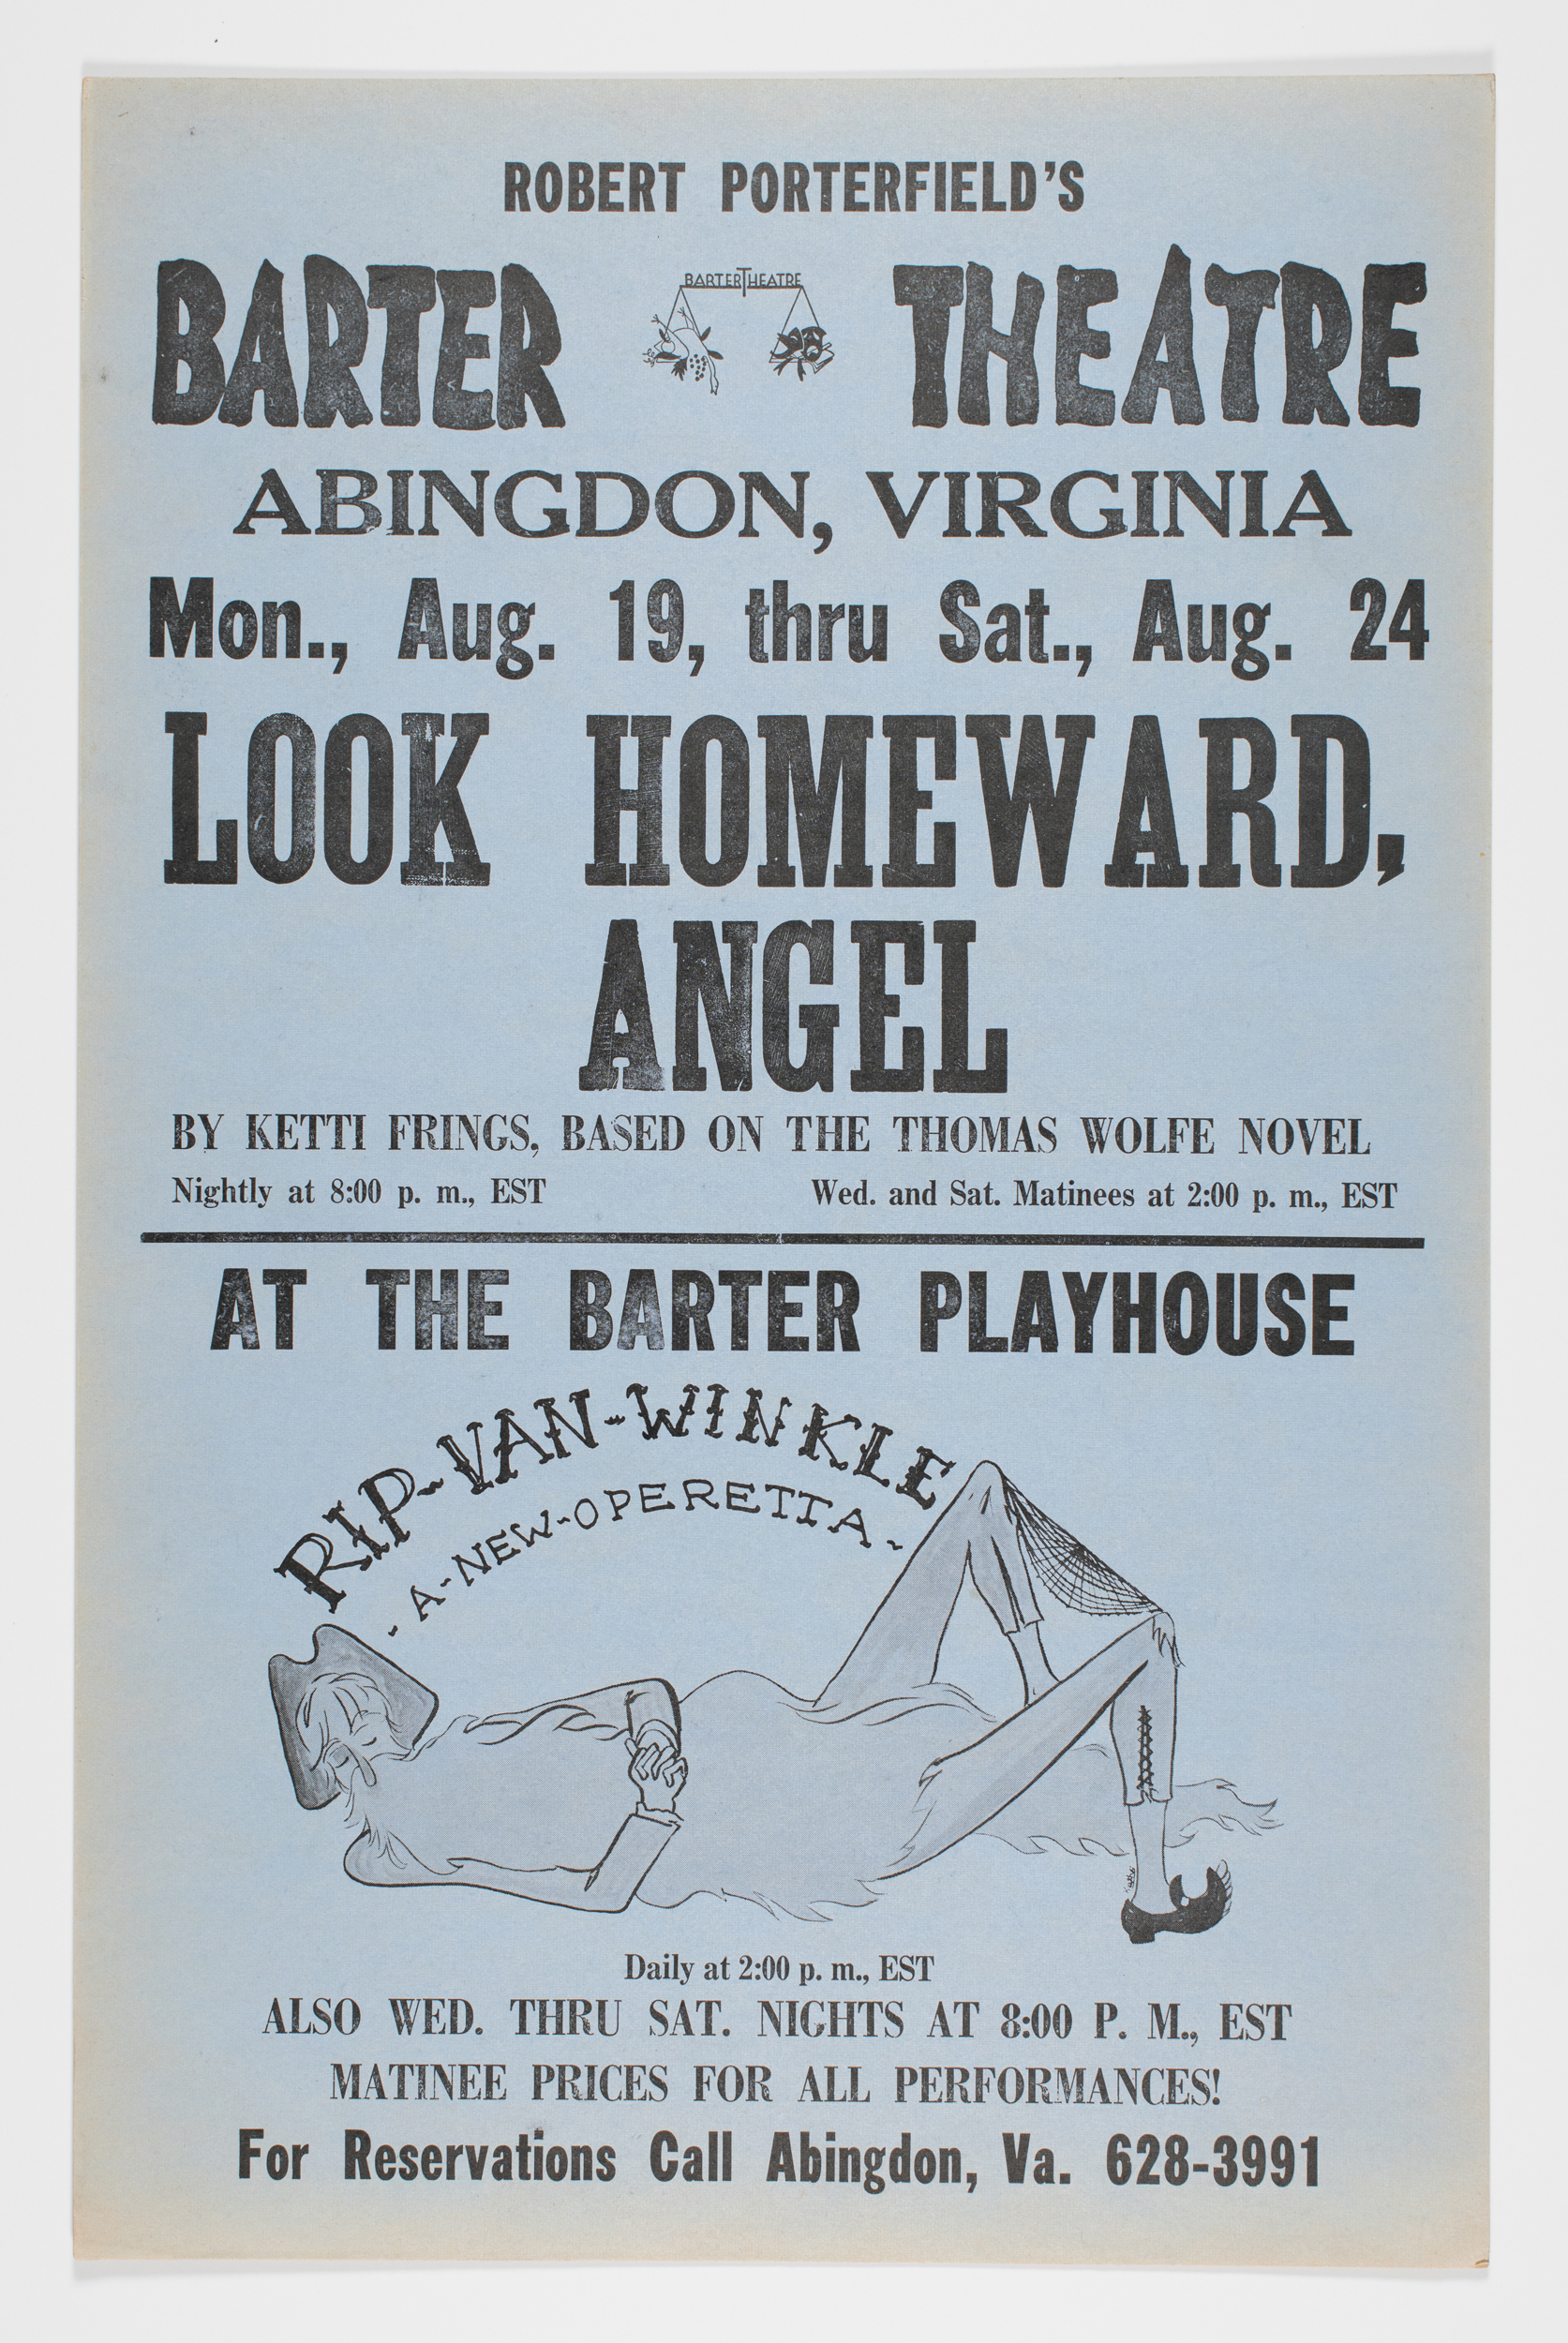 ROBERT PORTERFIELD'S
BARTER THEATRE
BARTER THEATRE
ABINGDON, VIRGINIA
Mon., Aug. 19, thru Sat., Aug. 24
LOOK HOMEWARD,
ANGEL
BY KETTI FRINGS, BASED ON THE THOMAS WOLFE NOVEL
Nightly at 8:00 p. m., EST Wed. and Sat. Matinees at 2:00 p. m., EST
AT THE BARTER PLAYHOUSE
RIP-VAN-WINKLE
-A-NEW-OPERETTA-
Daily at 2:00 p. m., EST
ALSO WED. THRU SAT. NIGHTS AT 8:00 P. M., EST
MATINEE PRICES FOR ALL PERFORMANCES!
For Reservations Call Abingdon, Va. 628-3991